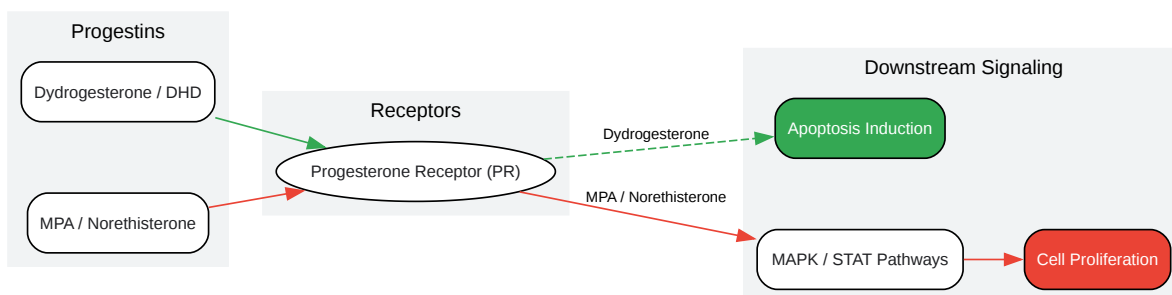 Progestins
Dydrogesterone / DHD
MPA / Norethisterone
Receptors
Progesterone Receptor (PR)
Dydrogesterone
MPA / Norethisterone
Downstream Signaling
Apoptosis Induction
MAPK / STAT Pathways
Cell Proliferation